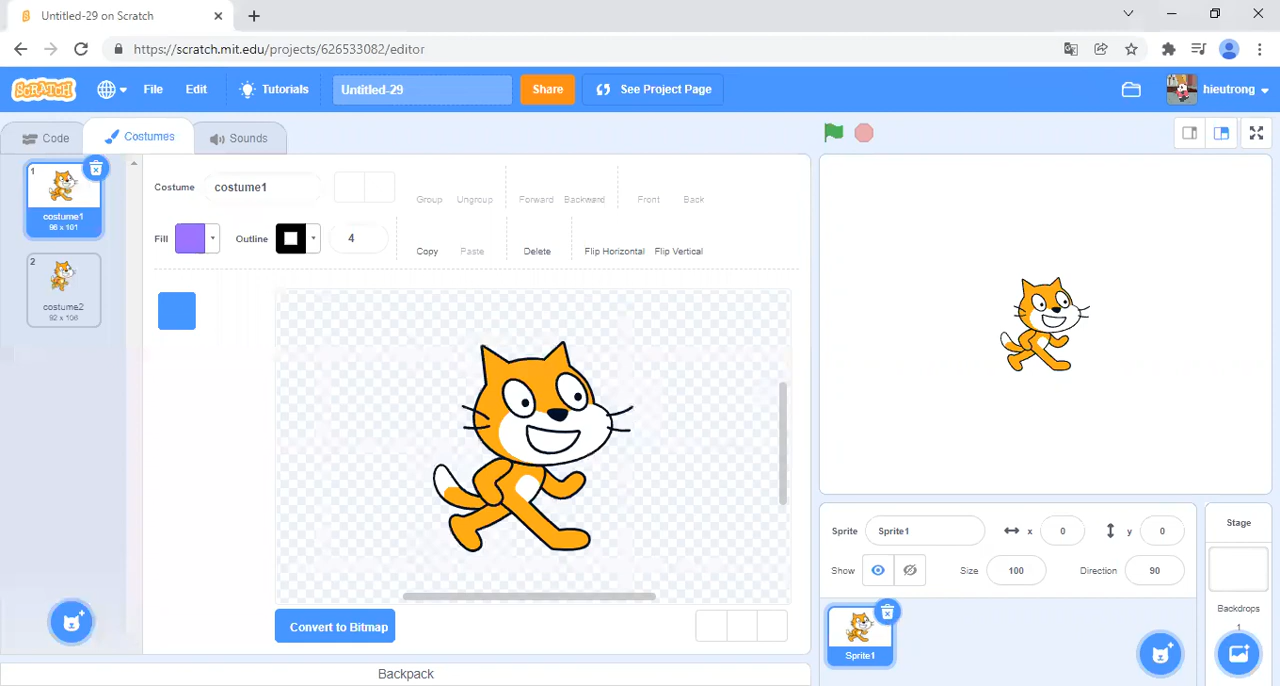 Untitled-29 on Scratch
https://scratch.mit.edu/projects/626533082/editor
SCRATCH File Edit Tutorials Untitled-29 Share See Project Page hieutrong
Code Costumes Sounds
1
costume1
96 x 101
2
costume2
92 x 106
Costume costume1 Group Ungroup Forward Backward Front Back
Fill Outline 4 Copy Paste Delete Flip Horizontal Flip Vertical
Convert to Bitmap
Backpack
Sprite Sprite1 x 0 y 0
Show Size 100 Direction 90
Sprite1
Stage
Backdrops
1